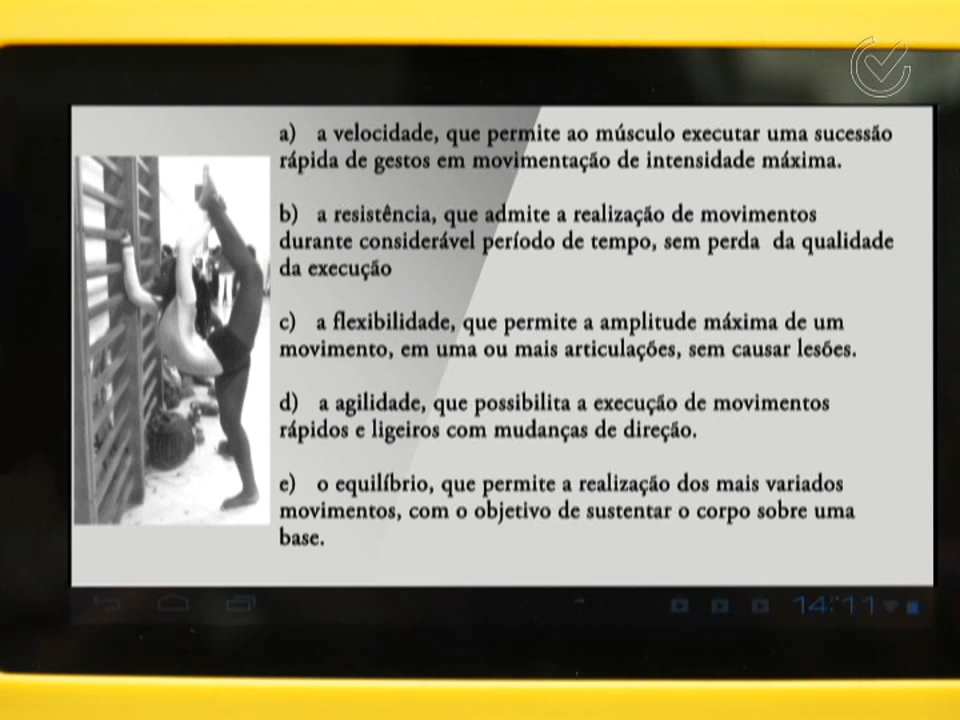 a) a velocidade, que permite ao músculo executar uma sucessão
rápida de gestos em movimentação de intensidade máxima.
b) a resistência, que admite a realização de movimentos
durante considerável período de tempo, sem perda da qualidade
da execução
c) a flexibilidade, que permite a amplitude máxima de um
movimento, em uma ou mais articulações, sem causar lesões.
d) a agilidade, que possibilita a execução de movimentos
rápidos e ligeiros com mudanças de direção.
e) o equilíbrio, que permite a realização dos mais variados
movimentos, com o objetivo de sustentar o corpo sobre uma
base.
14:11